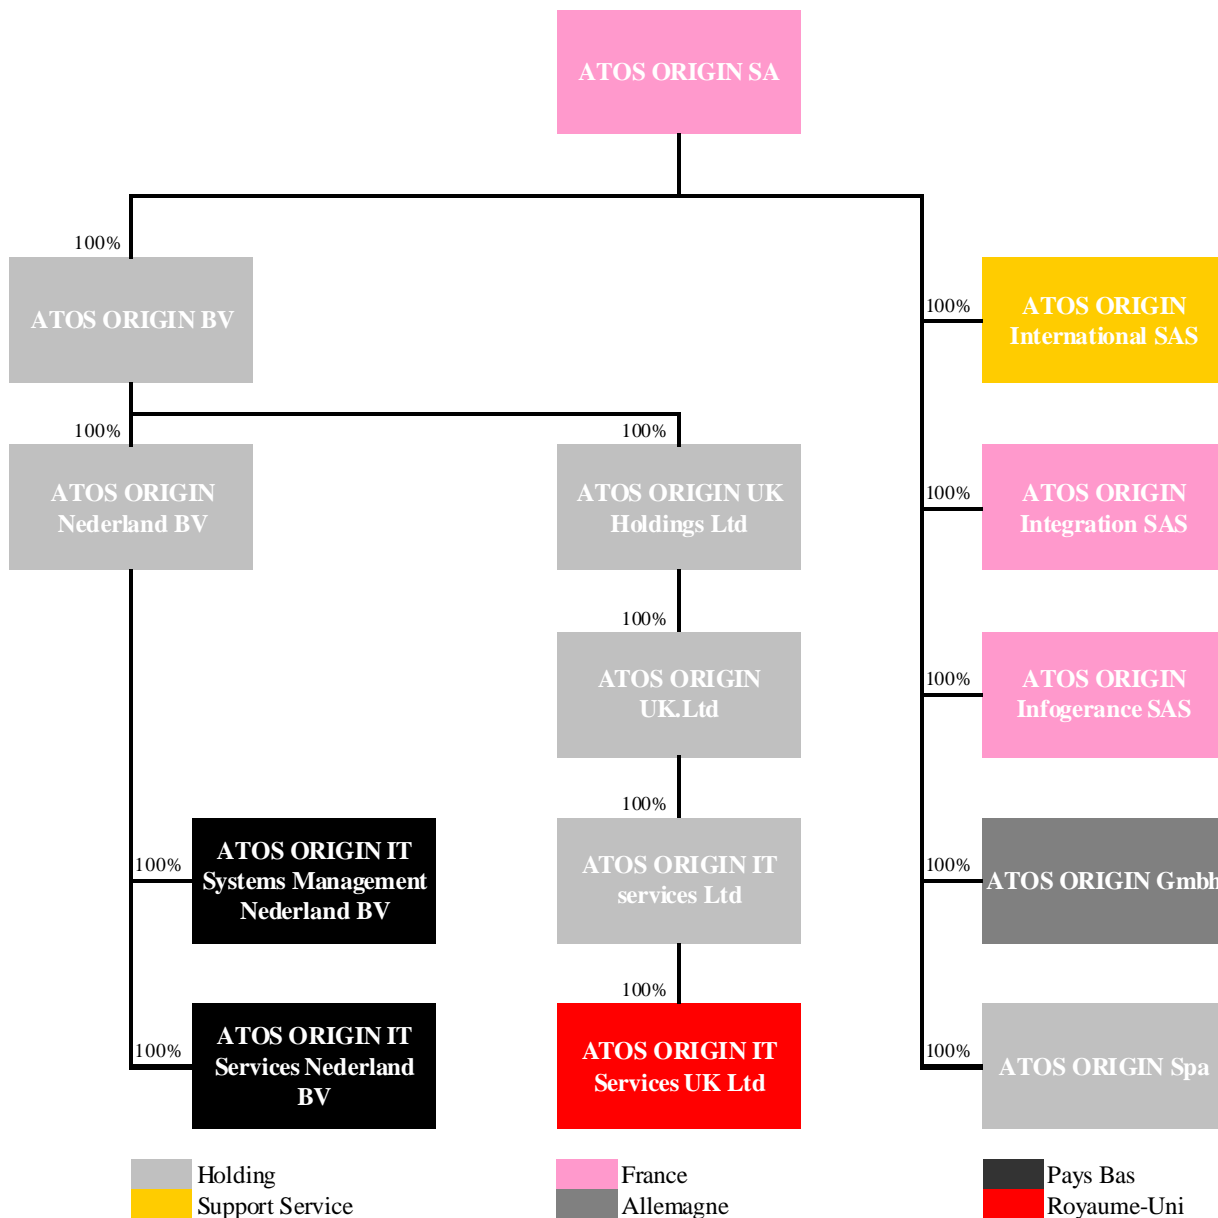 ATOS ORIGIN SA
100%
ATOS ORIGIN BV
100%
ATOS ORIGIN
International SAS
100%
ATOS ORIGIN
Nederland BV
100%
ATOS ORIGIN UK
Holdings Ltd
100%
ATOS ORIGIN
Integration SAS
100%
ATOS ORIGIN
UK.Ltd
100%
ATOS ORIGIN
Infogerance SAS
100%
ATOS ORIGIN IT
Systems Management
Nederland BV
100%
ATOS ORIGIN IT
services Ltd
100%
ATOS ORIGIN Gmbh
100%
ATOS ORIGIN IT
Services Nederland
BV
100%
ATOS ORIGIN IT
Services UK Ltd
100%
ATOS ORIGIN Spa
Holding
Support Service
France
Allemagne
Pays Bas
Royaume-Uni